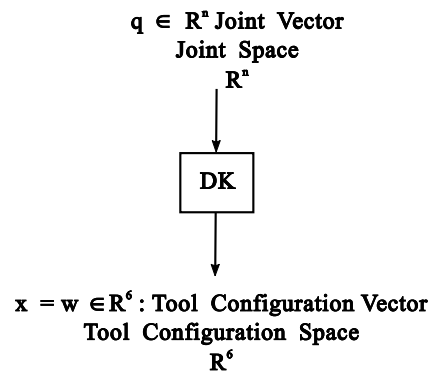 q ∈ Rⁿ Joint Vector
Joint Space
Rⁿ
DK
x = w ∈ R⁶ : Tool Configuration Vector
Tool Configuration Space
R⁶